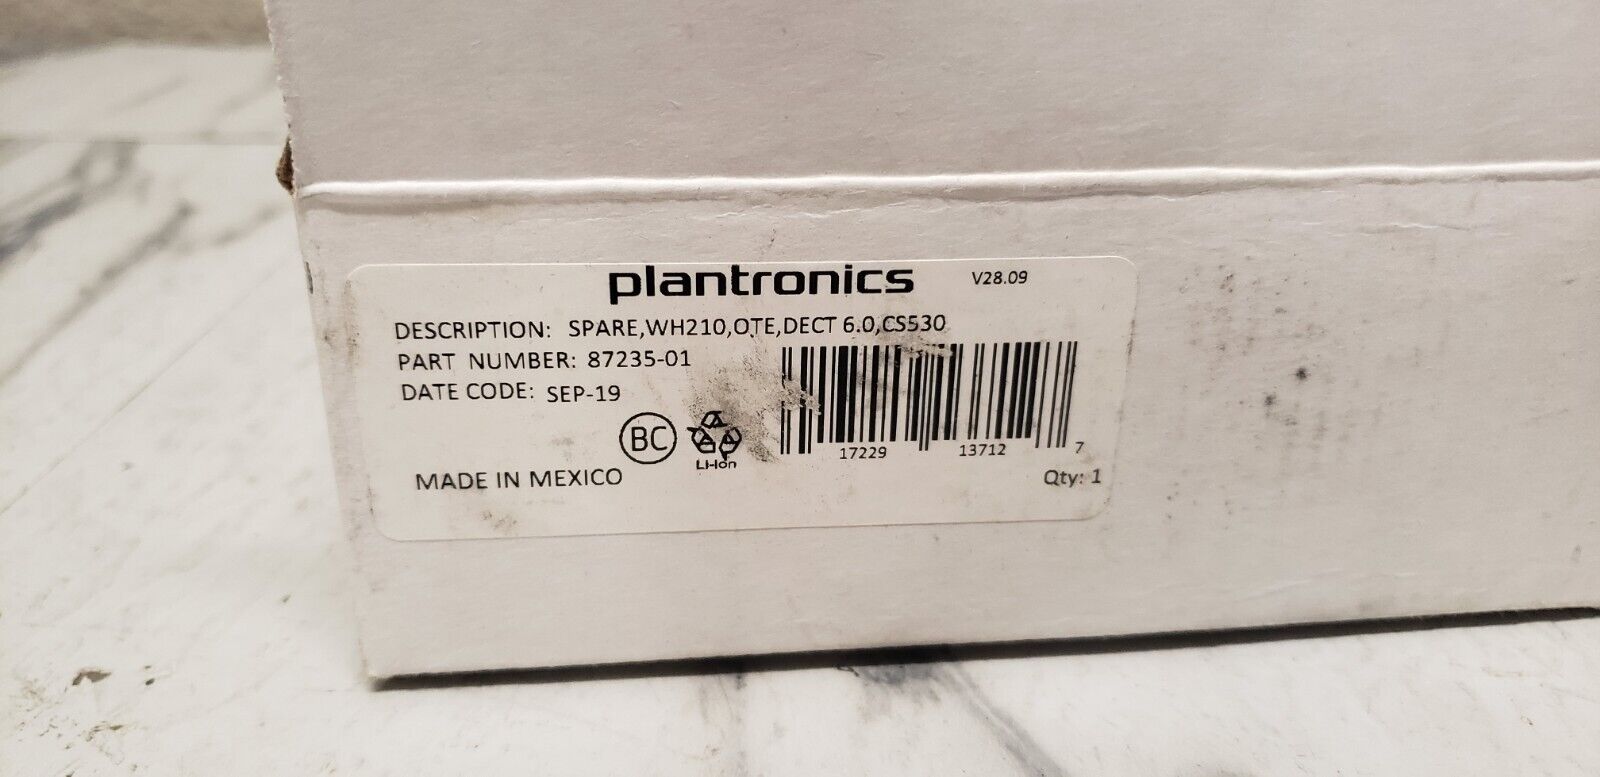 plantronics V28.09
DESCRIPTION: SPARE,WH210,OTE,DECT 6.0,CS530
PART NUMBER: 87235-01
DATE CODE: SEP-19
BC
Li-Ion
17229 13712 7
MADE IN MEXICO
Qty: 1